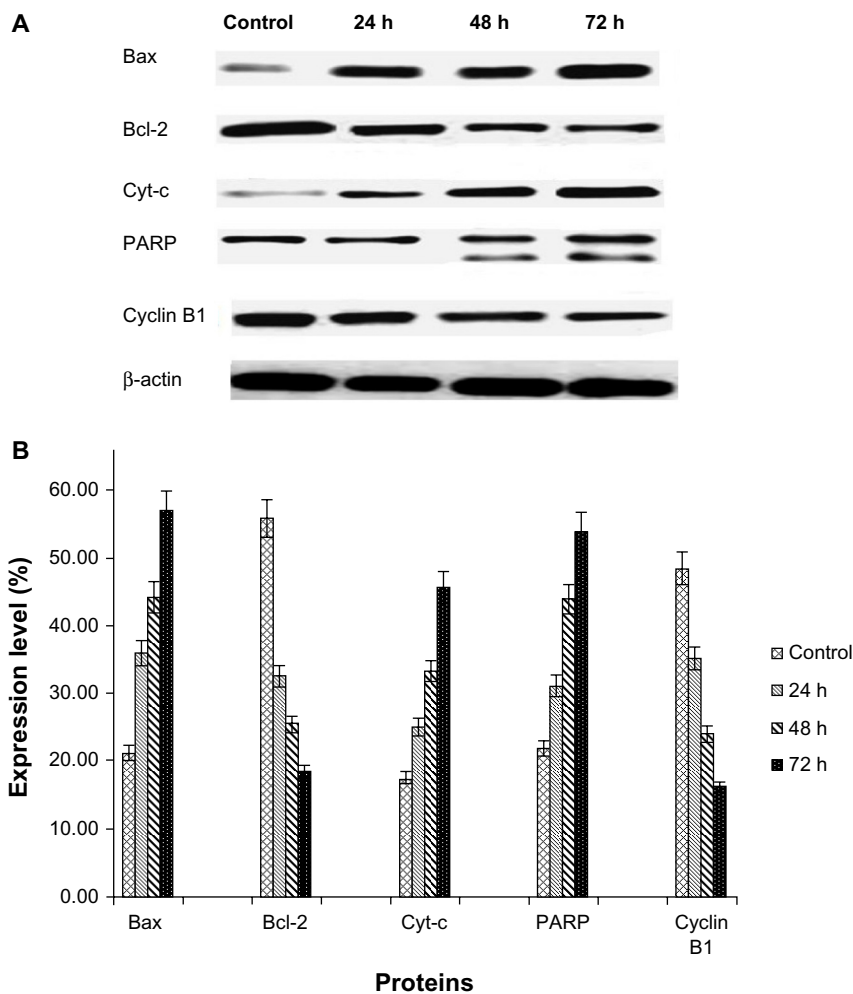 A
Control 24 h 48 h 72 h
Bax
Bcl-2
Cyt-c
PARP
Cyclin B1
β-actin
B
60.00
50.00
40.00
30.00
20.00
10.00
0.00
Expression level (%)
Bax Bcl-2 Cyt-c PARP Cyclin
B1
Proteins
Control
24 h
48 h
72 h